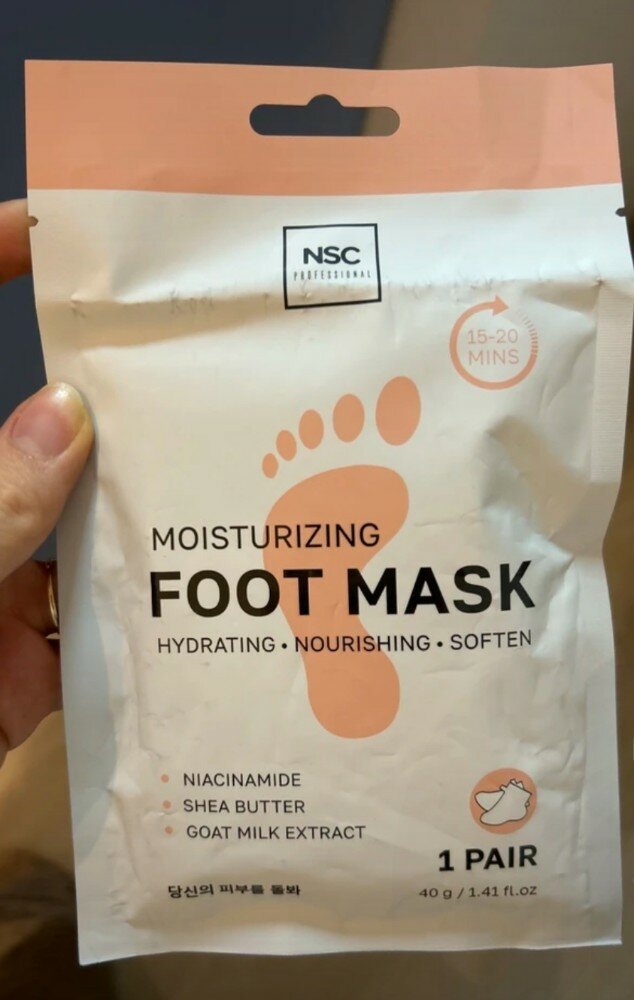 NSC
PROFESSIONAL
15-20
MINS
MOISTURIZING
FOOT MASK
HYDRATING • NOURISHING • SOFTEN
• NIACINAMIDE
• SHEA BUTTER
• GOAT MILK EXTRACT
1 PAIR
당신의 피부를 돌봐
40 g / 1.41 fl.oz